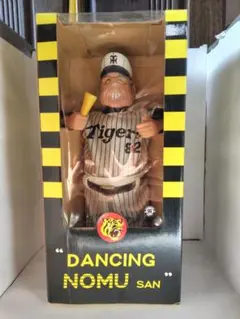 Tigers
82
" DANCING
NOMU SAN "